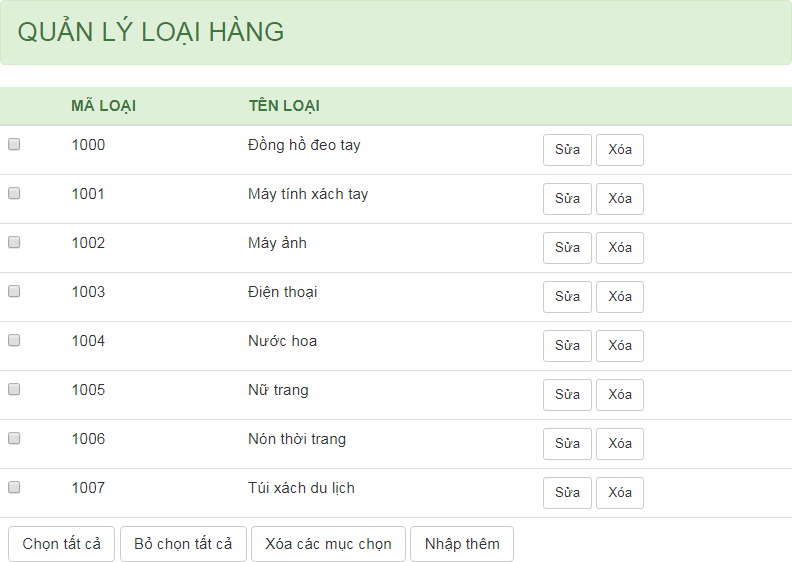 QUẢN LÝ LOẠI HÀNG
MÃ LOẠI TÊN LOẠI
1000 Đồng hồ đeo tay Sửa Xóa
1001 Máy tính xách tay Sửa Xóa
1002 Máy ảnh Sửa Xóa
1003 Điện thoại Sửa Xóa
1004 Nước hoa Sửa Xóa
1005 Nữ trang Sửa Xóa
1006 Nón thời trang Sửa Xóa
1007 Túi xách du lịch Sửa Xóa
Chọn tất cả Bỏ chọn tất cả Xóa các mục chọn Nhập thêm